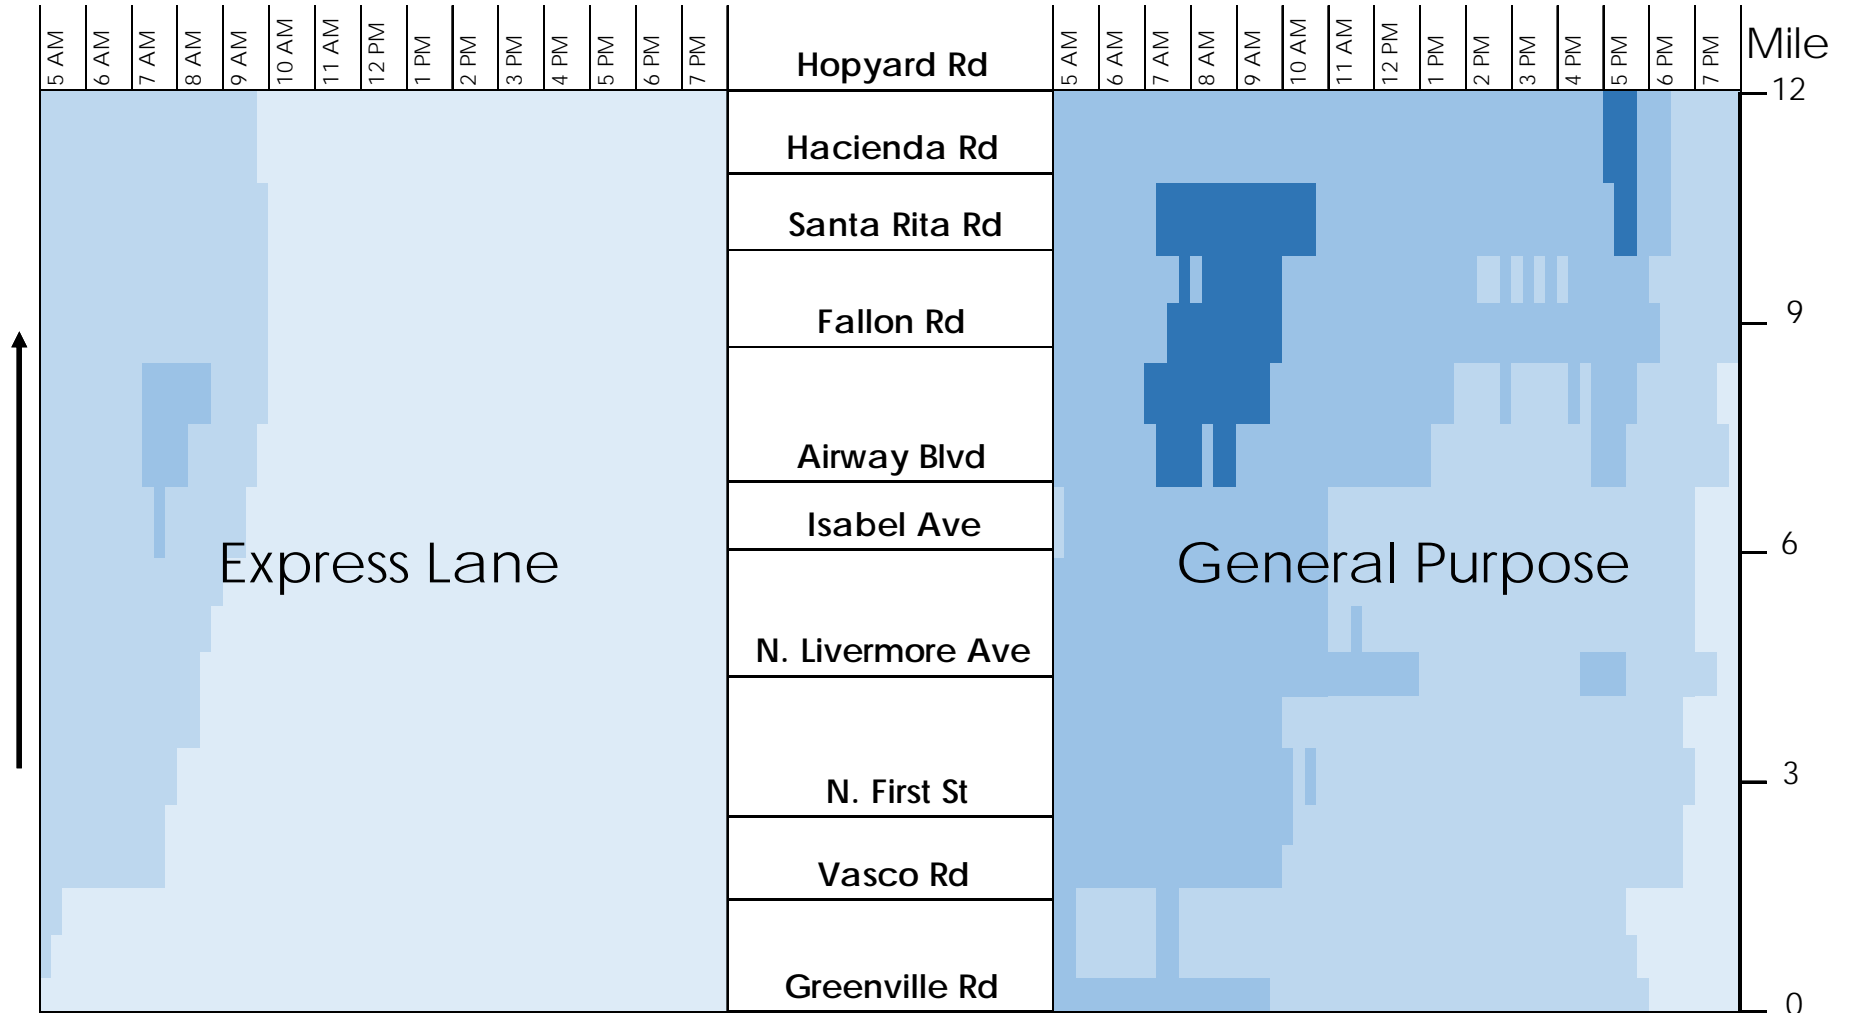 5 AM
6 AM
7 AM
8 AM
9 AM
10 AM
11 AM
12 PM
1 PM
2 PM
3 PM
4 PM
5 PM
6 PM
7 PM
Hopyard Rd
Hacienda Rd
Santa Rita Rd
Fallon Rd
Airway Blvd
Isabel Ave
N. Livermore Ave
N. First St
Vasco Rd
Greenville Rd
5 AM
6 AM
7 AM
8 AM
9 AM
10 AM
11 AM
12 PM
1 PM
2 PM
3 PM
4 PM
5 PM
6 PM
7 PM
Mile
12
9
6
3
0
Express Lane
General Purpose